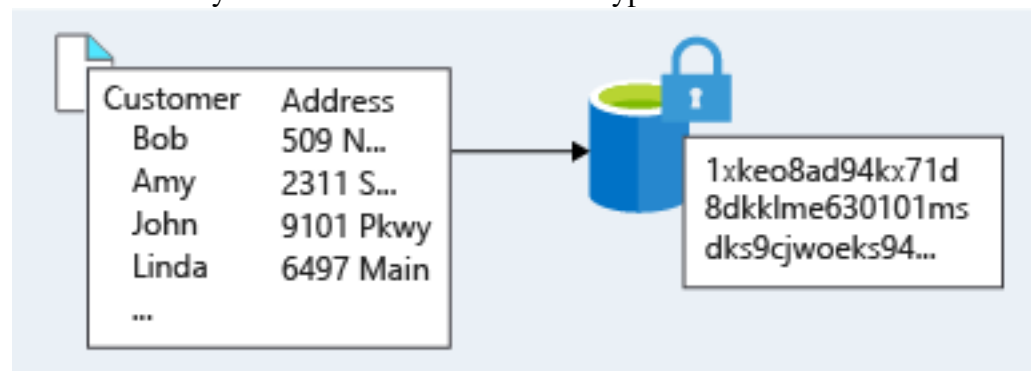 Customer Address
Bob 509 N...
Amy 2311 S...
John 9101 Pkwy
Linda 6497 Main
...
1xkeo8ad94kx71d
8dkklme630101ms
dks9cjwoeks94...